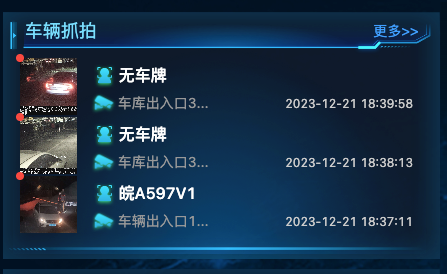 车辆抓拍
更多>>
无车牌
车库出入口3...
2023-12-21 18:39:58
无车牌
车库出入口3...
2023-12-21 18:38:13
皖A597V1
车辆出入口1...
2023-12-21 18:37:11